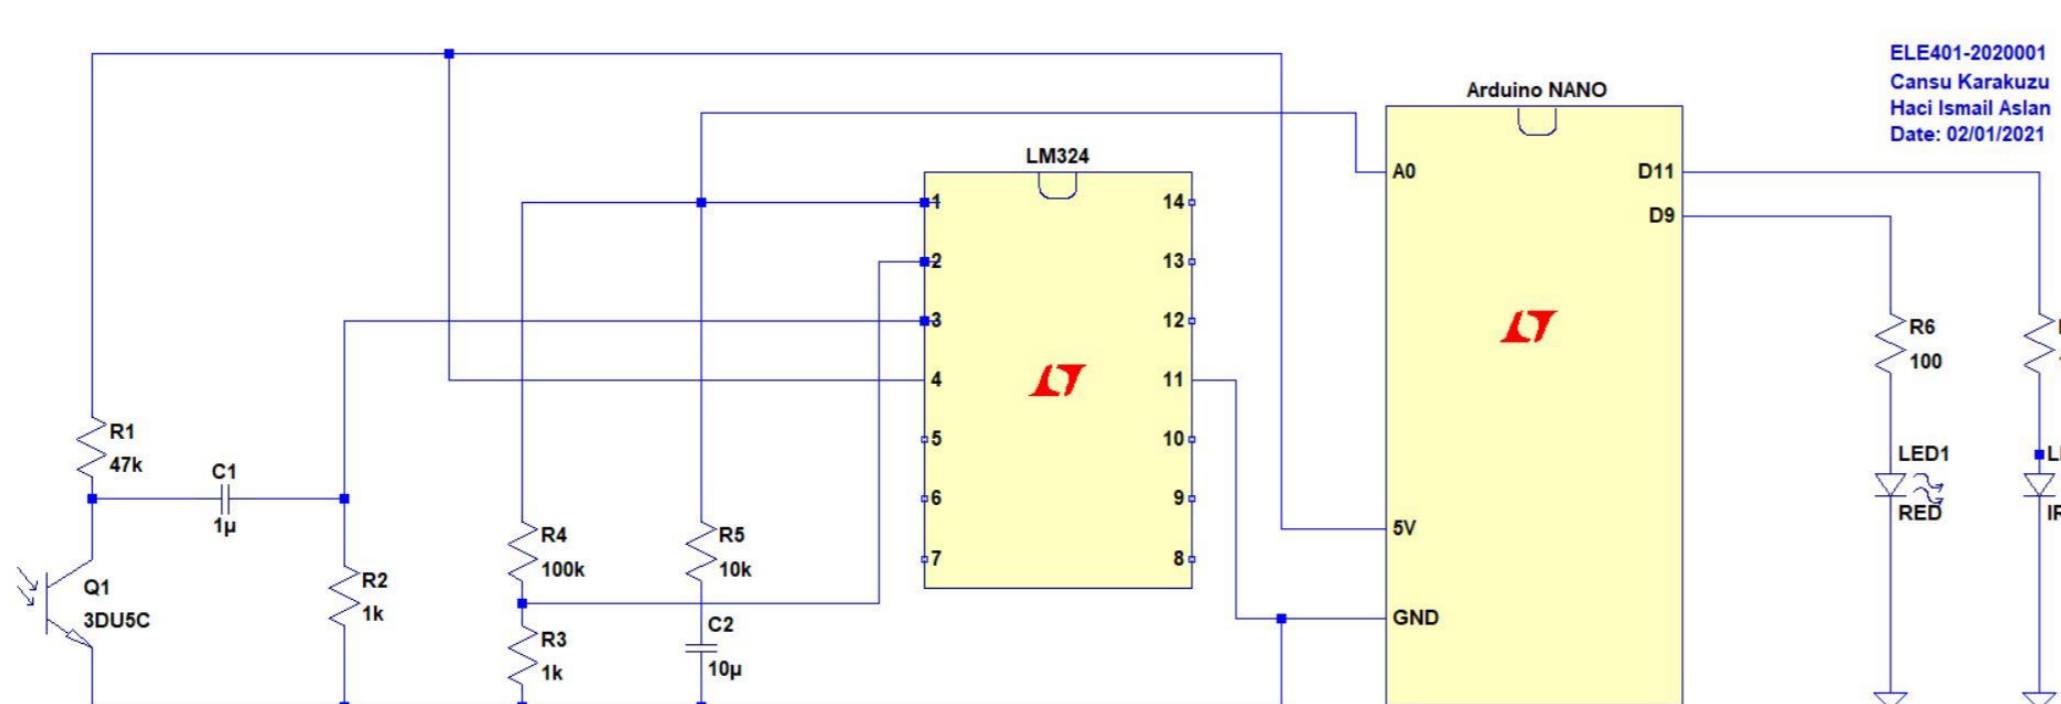 ELE401-2020001
Cansu Karakuzu
Haci Ismail Aslan
Date: 02/01/2021
Arduino NANO
A0
D11
D9
5V
GND
LM324
1
2
3
4
5
6
7
14
13
12
11
10
9
8
R1
47k
C1
1µ
Q1
3DU5C
R2
1k
R4
100k
R3
1k
R5
10k
C2
10µ
R6
100
LED1
RED